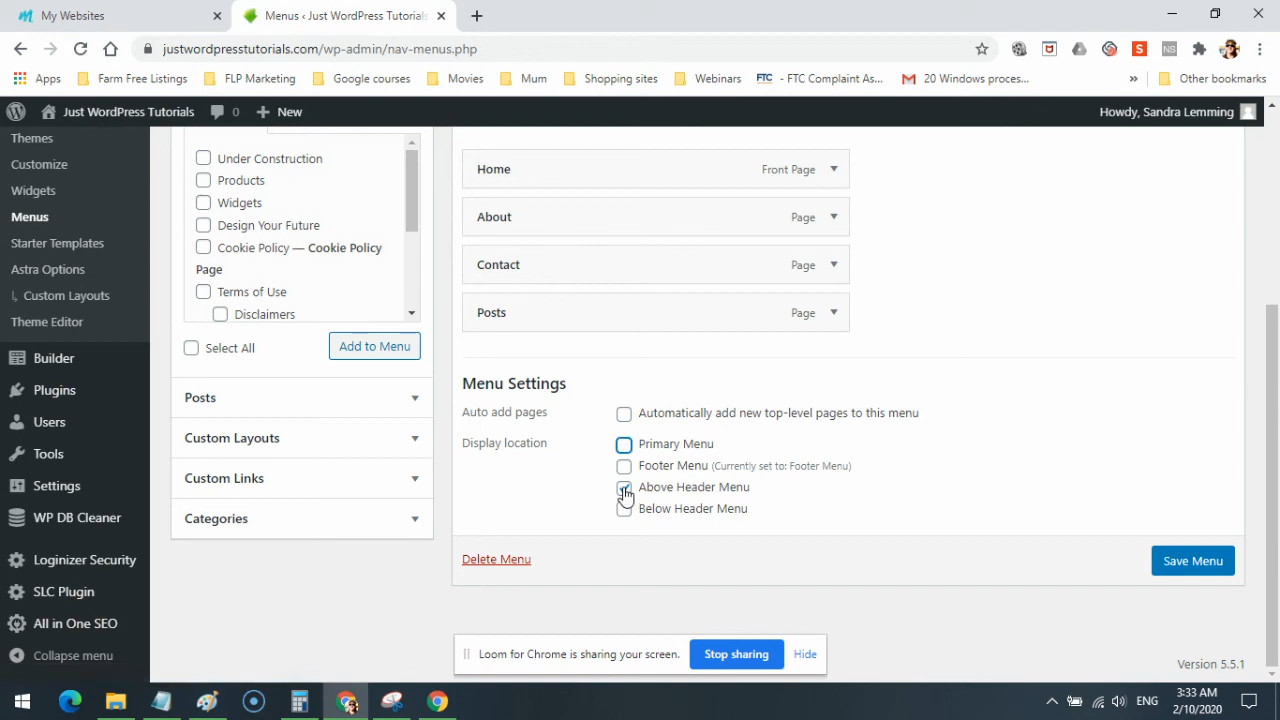 My Websites
Menus ‹ Just WordPress Tutorials
justwordpresstutorials.com/wp-admin/nav-menus.php
Apps
Farm Free Listings
FLP Marketing
Google courses
Movies
Mum
Shopping sites
Webinars
FTC - FTC Complaint As...
20 Windows proces...
»
Other bookmarks
Just WordPress Tutorials
0
New
Howdy, Sandra Lemming
Themes
Customize
Widgets
Menus
Starter Templates
Astra Options
Custom Layouts
Theme Editor
Builder
Plugins
Users
Tools
Settings
WP DB Cleaner
Loginizer Security
SLC Plugin
All in One SEO
Collapse menu
Under Construction
Products
Widgets
Design Your Future
Cookie Policy — Cookie Policy
Page
Terms of Use
Disclaimers
Select All
Add to Menu
Posts
Custom Layouts
Custom Links
Categories
Home Front Page
About Page
Contact Page
Posts Page
Menu Settings
Auto add pages
Automatically add new top-level pages to this menu
Display location
Primary Menu
Footer Menu (Currently set to: Footer Menu)
Above Header Menu
Below Header Menu
Delete Menu
Save Menu
Loom for Chrome is sharing your screen.
Stop sharing
Hide
Version 5.5.1
ENG
3:33 AM
2/10/2020
S
NS